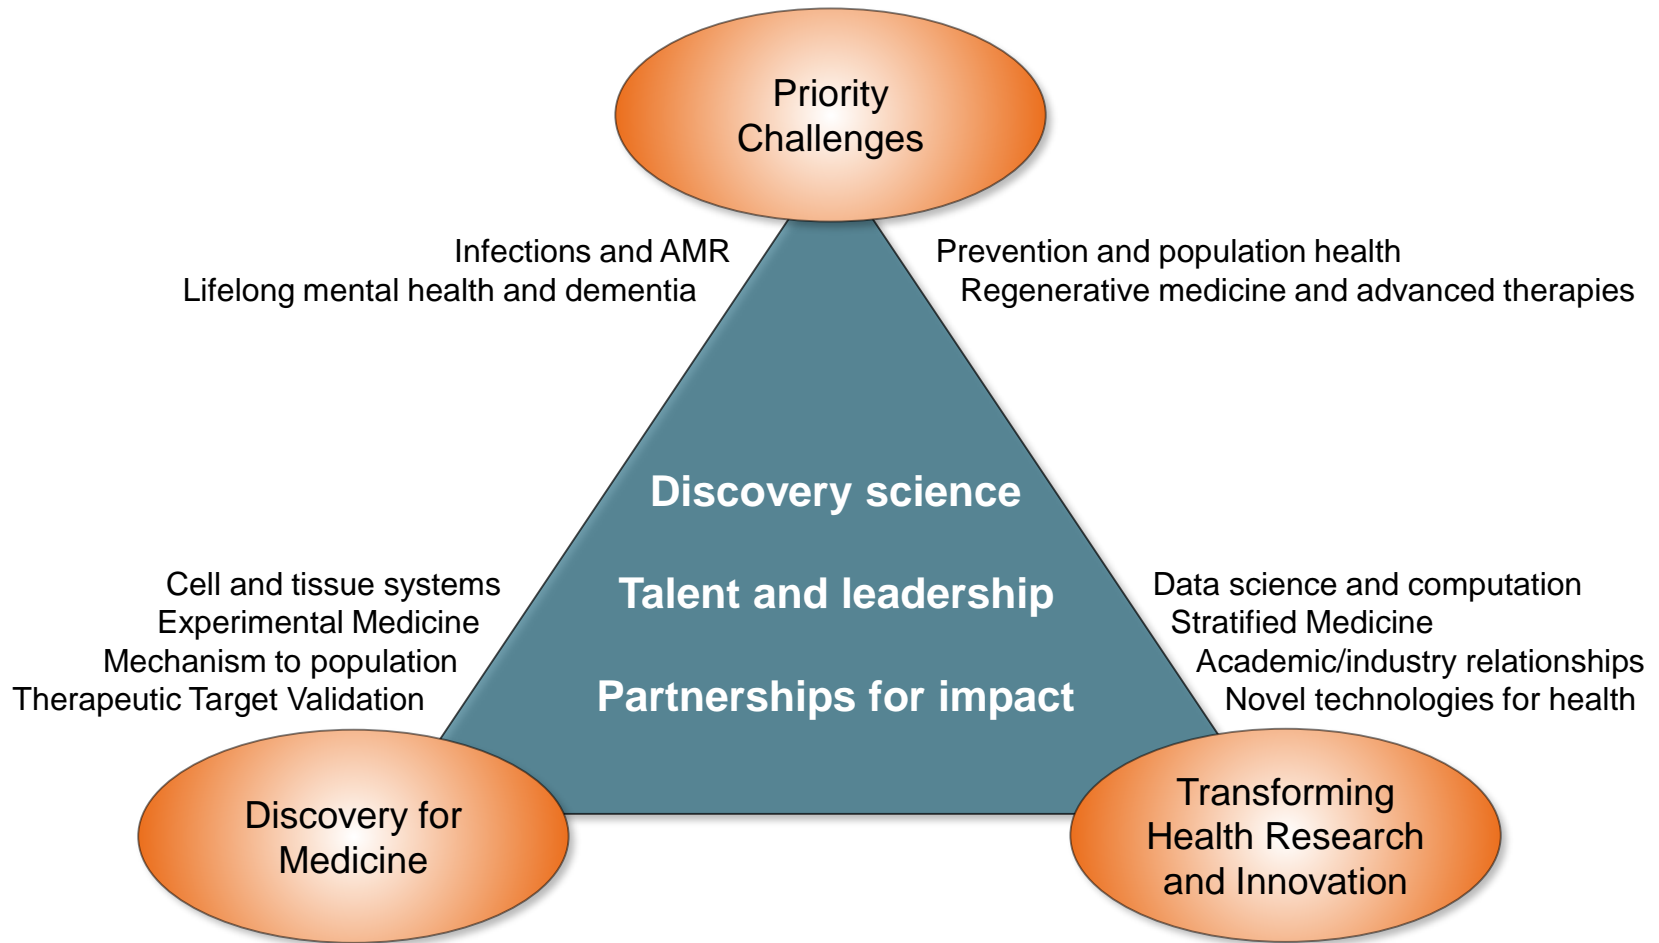 Priority
Challenges
Infections and AMR
Lifelong mental health and dementia
Prevention and population health
Regenerative medicine and advanced therapies
Discovery science
Talent and leadership
Partnerships for impact
Cell and tissue systems
Experimental Medicine
Mechanism to population
Therapeutic Target Validation
Data science and computation
Stratified Medicine
Academic/industry relationships
Novel technologies for health
Discovery for
Medicine
Transforming
Health Research
and Innovation